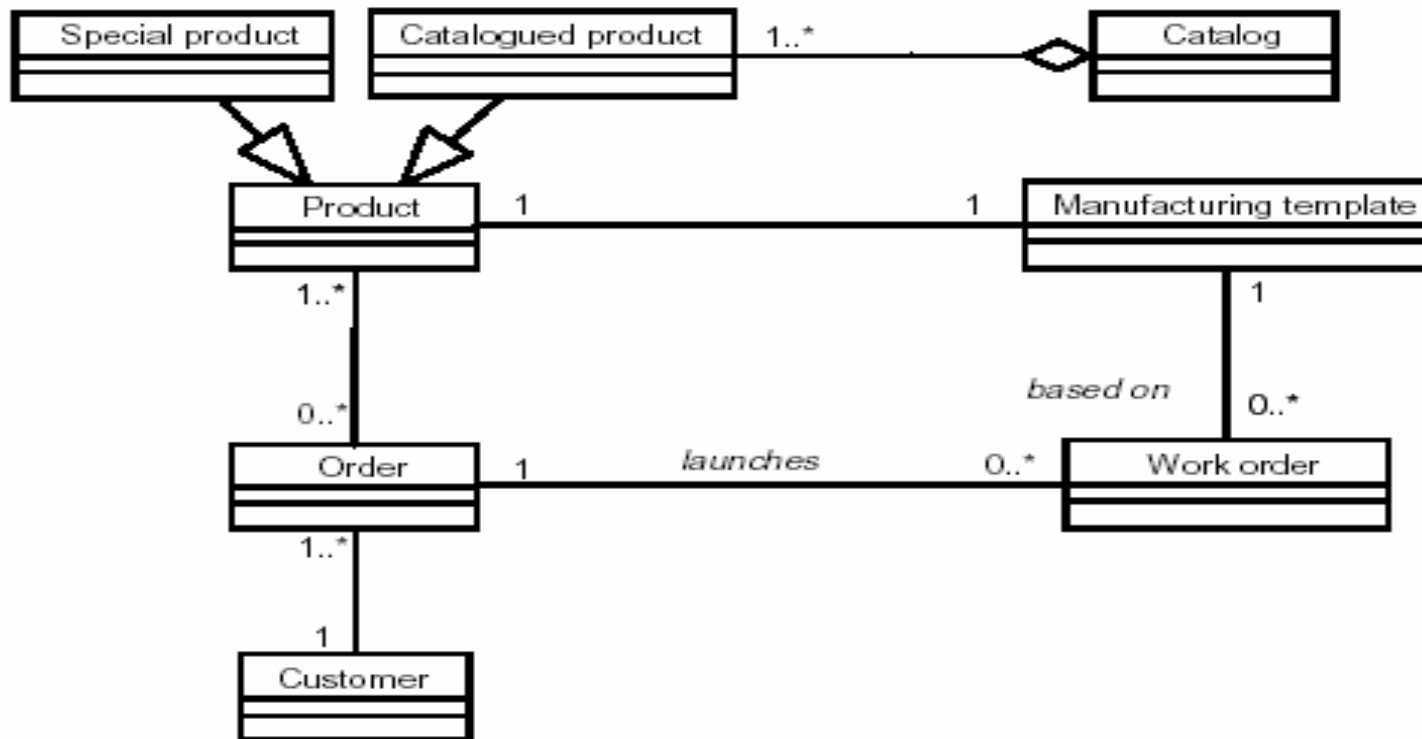 Special product
Catalogued product
1..*
Catalog
Product
1
1
Manufacturing template
1..*
1
based on
0..*
0..*
Order
1
launches
0..*
Work order
1..*
1
Customer